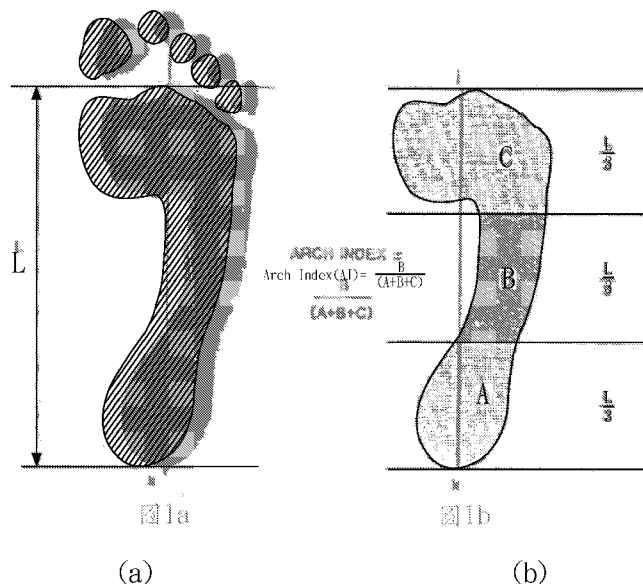 L
ARCH INDEX =
Arch Index(AI)= B
(A+B+C)
B
(A+B+C)
C
B
A
L
3
L
3
L
3
k
k
图1a
图1b
(a)
(b)